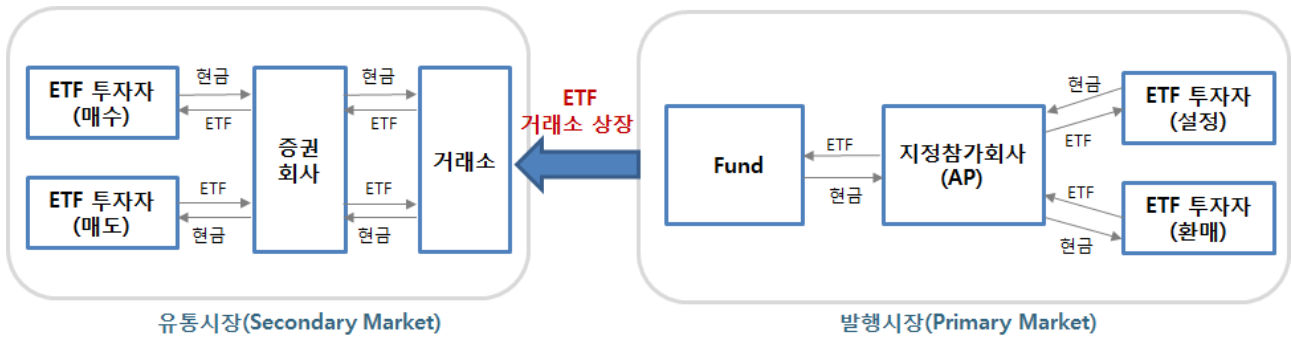 ETF 투자자
(매수)
현금
ETF
ETF 투자자
(매도)
ETF
현금
증권
회사
현금
ETF
ETF
현금
거래소
ETF
거래소 상장
Fund
ETF
현금
지정참가회사
(AP)
현금
ETF
ETF 투자자
(설정)
ETF
현금
ETF 투자자
(환매)
유통시장(Secondary Market)
발행시장(Primary Market)